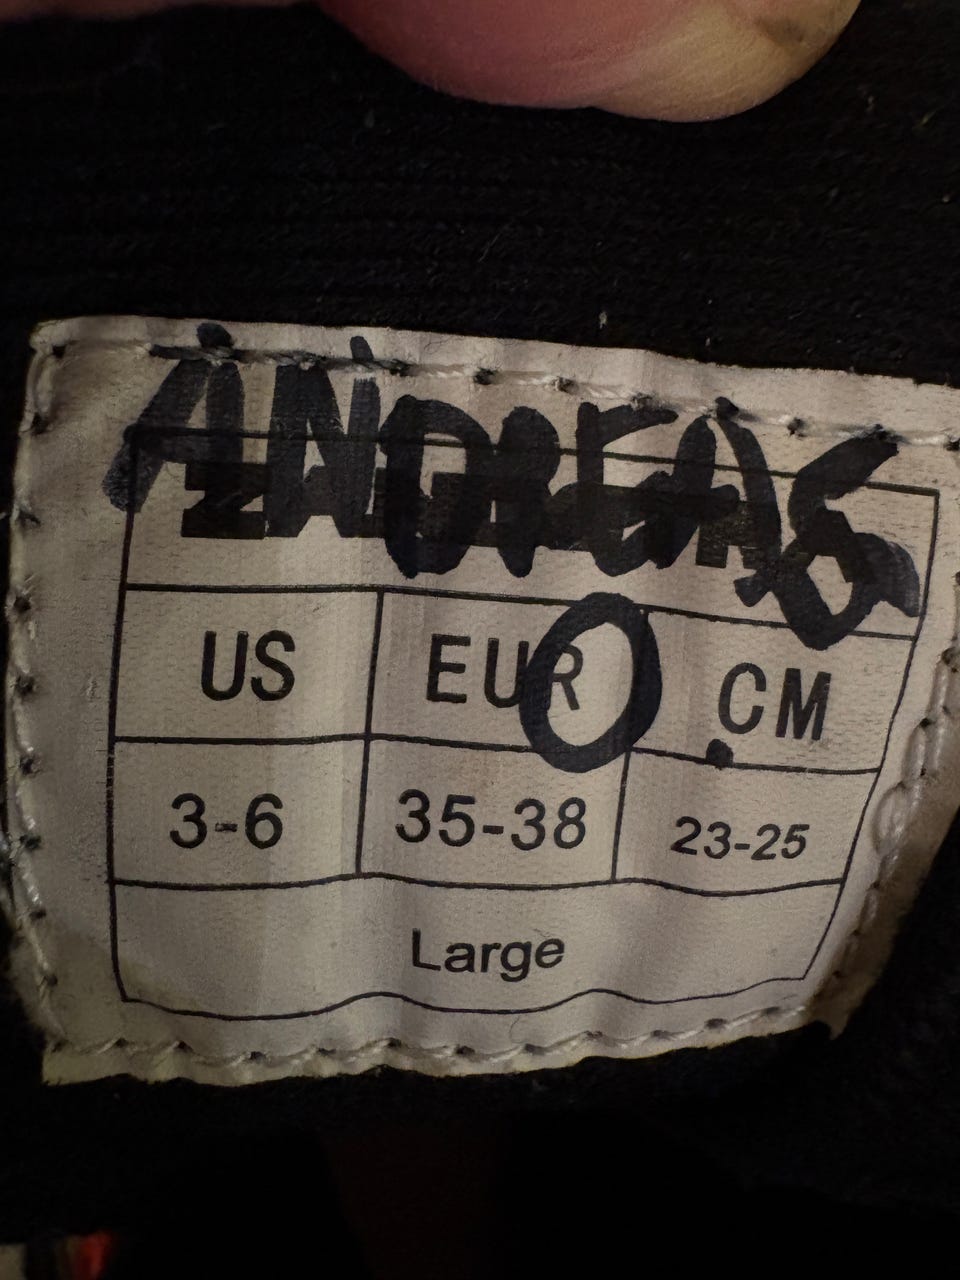 ANDREAS
US EUR CM
3-6 35-38 23-25
Large